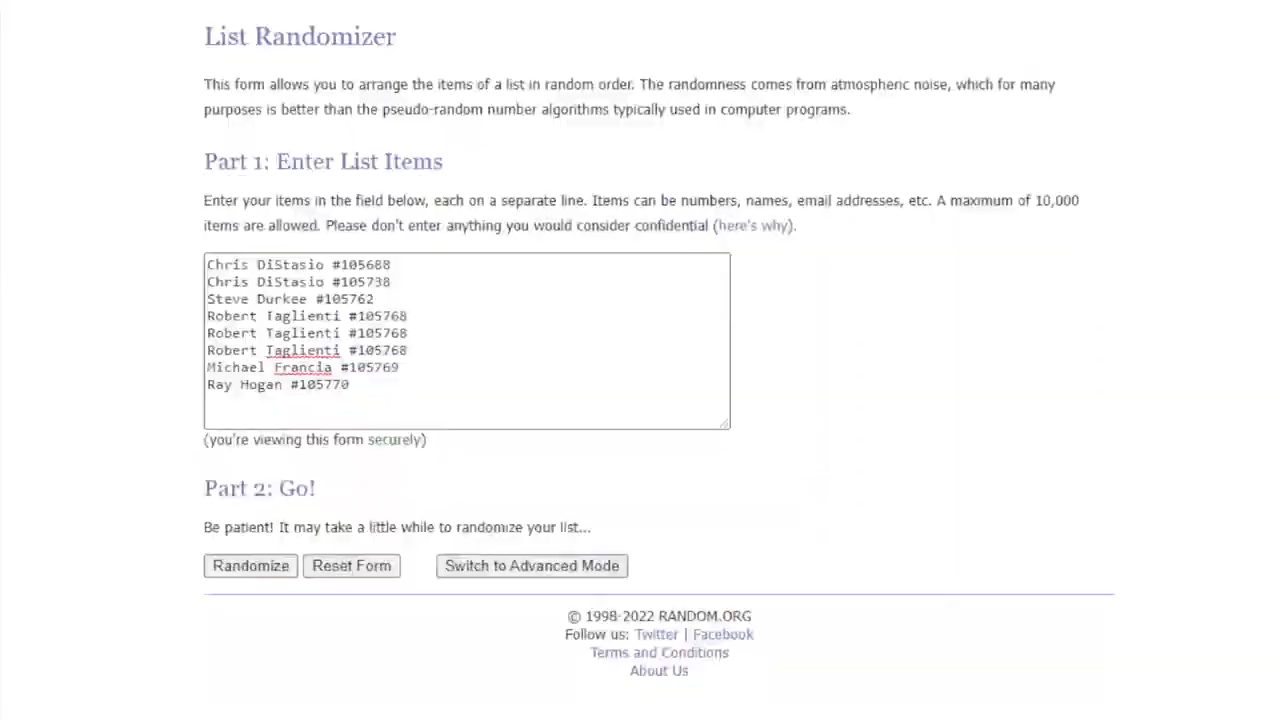 List Randomizer
This form allows you to arrange the items of a list in random order. The randomness comes from atmospheric noise, which for many
purposes is better than the pseudo-random number algorithms typically used in computer programs.
Part 1: Enter List Items
Enter your items in the field below, each on a separate line. Items can be numbers, names, email addresses, etc. A maximum of 10,000
items are allowed. Please don't enter anything you would consider confidential (here's why).
Chris DiStasio #105688
Chris DiStasio #105738
Steve Durkee #105762
Robert Taglienti #105768
Robert Taglienti #105768
Robert Taglienti #105768
Michael Francia #105769
Ray Hogan #105770
(you're viewing this form securely)
Part 2: Go!
Be patient! It may take a little while to randomize your list...
Randomize Reset Form Switch to Advanced Mode
© 1998-2022 RANDOM.ORG
Follow us: Twitter | Facebook
Terms and Conditions
About Us